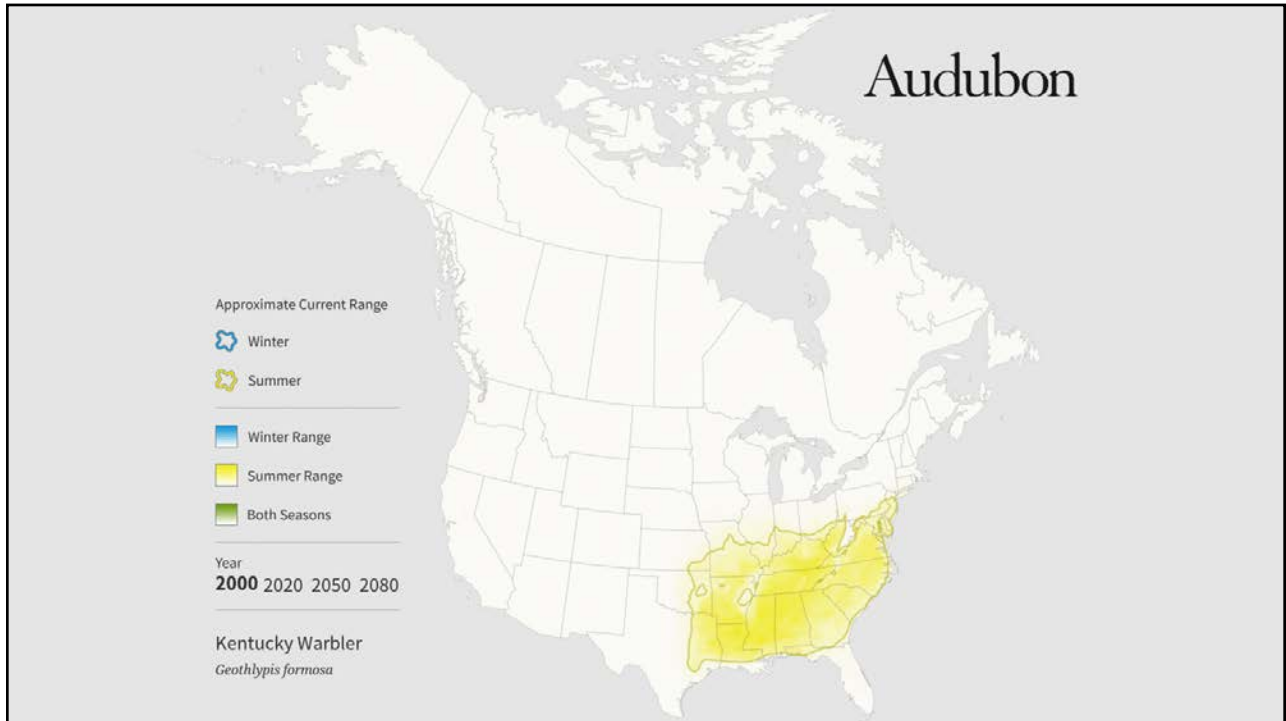 Audubon
Approximate Current Range
Winter
Summer
Winter Range
Summer Range
Both Seasons
Year
2000 2020 2050 2080
Kentucky Warbler
Geothlypis formosa